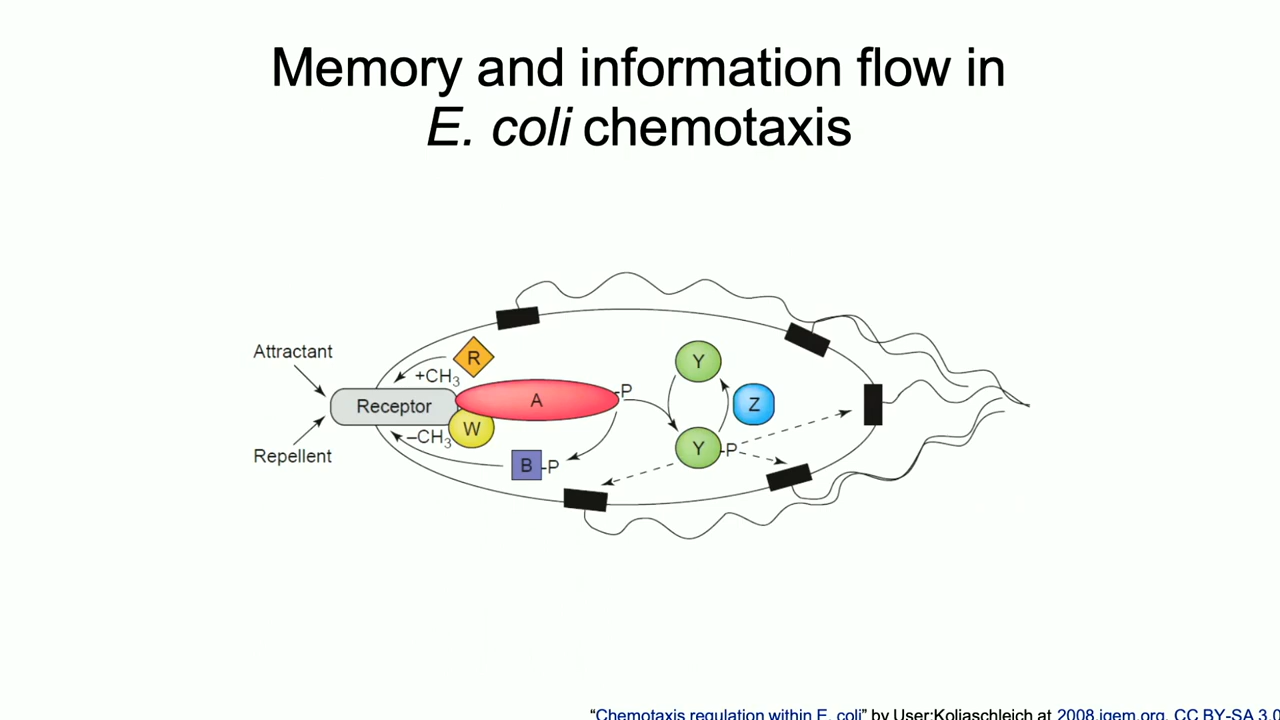 Memory and information flow in
E. coli chemotaxis
Attractant
Repellent
Receptor
R
+CH3
A
-P
W
–CH3
B
-P
Y
Z
Y
-P
“Chemotaxis regulation within E. coli” by User:Koljaschleich at 2008.igem.org, CC BY-SA 3.0